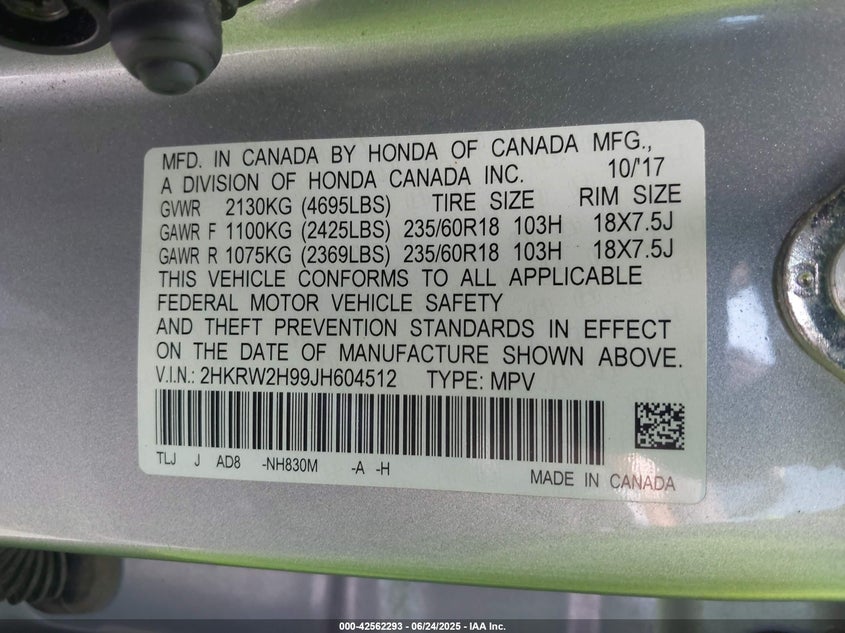 MFD. IN CANADA BY HONDA OF CANADA MFG.,
A DIVISION OF HONDA CANADA INC. 10/'17
GVWR 2130KG (4695LBS) TIRE SIZE RIM SIZE
GAWR F 1100KG (2425LBS) 235/60R18 103H 18X7.5J
GAWR R 1075KG (2369LBS) 235/60R18 103H 18X7.5J
THIS VEHICLE CONFORMS TO ALL APPLICABLE
FEDERAL MOTOR VEHICLE SAFETY
AND THEFT PREVENTION STANDARDS IN EFFECT
ON THE DATE OF MANUFACTURE SHOWN ABOVE.
V.I.N.: 2HKRW2H99JH604512 TYPE: MPV
TLJ J AD8 -NH830M -A -H
MADE IN CANADA
000-42562293 - 06/24/2025 - IAA Inc.